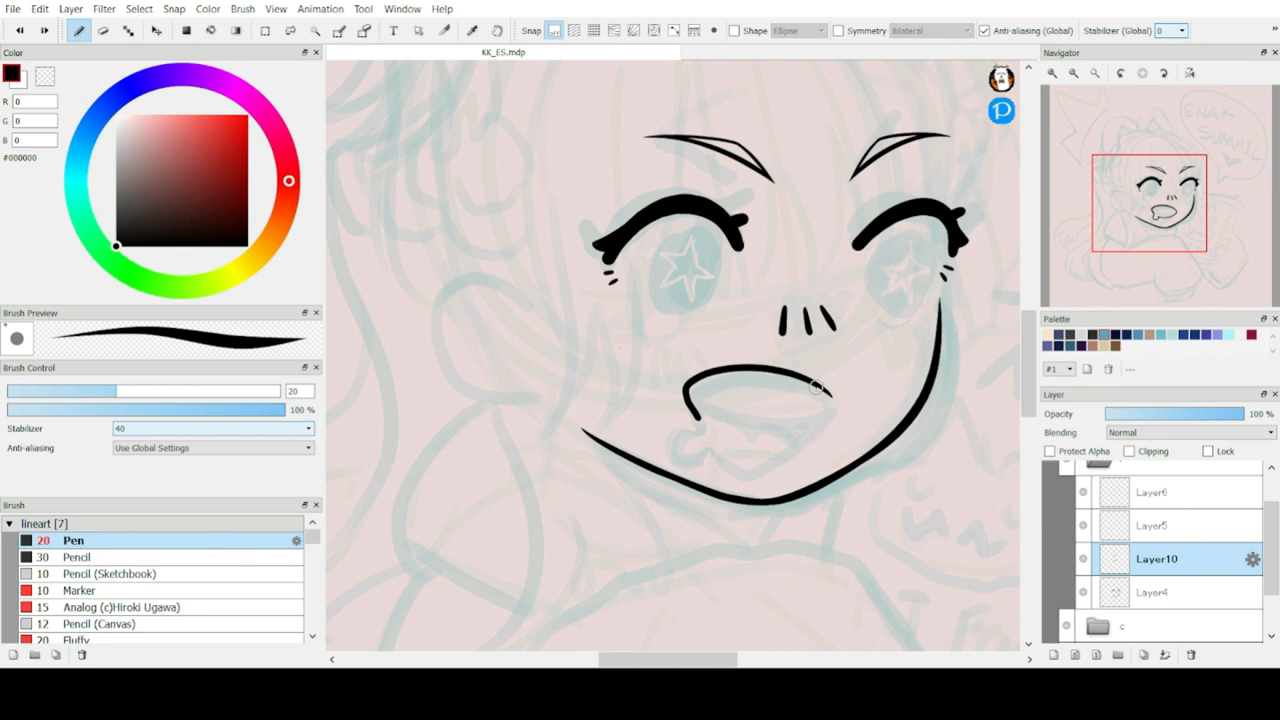 File Edit Layer Filter Select Snap Color Brush View Animation Tool Window Help
T Snap Shape Ellipse Symmetry Bilateral Anti-aliasing (Global) Stabilizer (Global) 0 »
Color
KK_ES.mdp
Navigator
R 0
G 0
B 0
#000000
ENAK
SUMPIL
Brush Preview
Brush Control
20
100 %
Stabilizer 40
Anti-aliasing Use Global Settings
Brush
lineart [7]
20 Pen
30 Pencil
10 Pencil (Sketchbook)
10 Marker
15 Analog (c)Hiroki Ugawa)
12 Pencil (Canvas)
20 Fluffy
Palette
#1 ----
Layer
Opacity 100 %
Blending Normal
Protect Alpha Clipping Lock
Layer6
Layer5
Layer10
Layer4
c